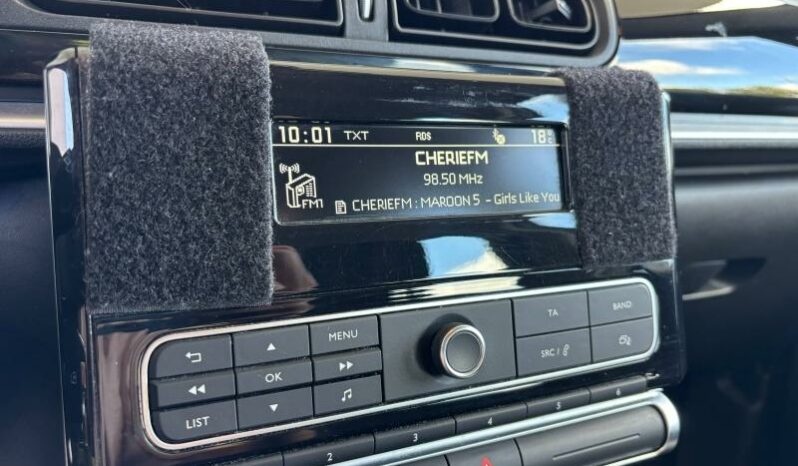 10:01 TXT RDS 18°C
CHERIEFM
98.50 MHz
FM1
CHERIEFM : MAROON 5 - Girls Like You
MENU
TA
BAND
OK
SRC /
LIST
2
3
4
5
6